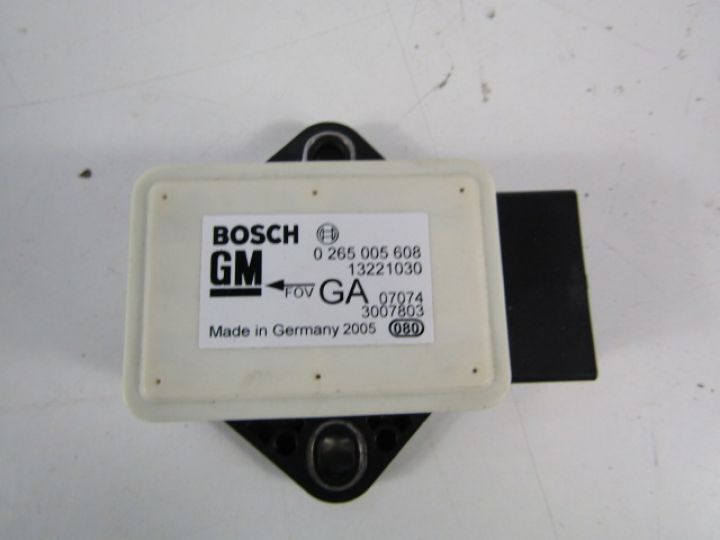 BOSCH
0 265 005 608
GM
13221030
FOV GA 07074
3007803
Made in Germany 2005 080